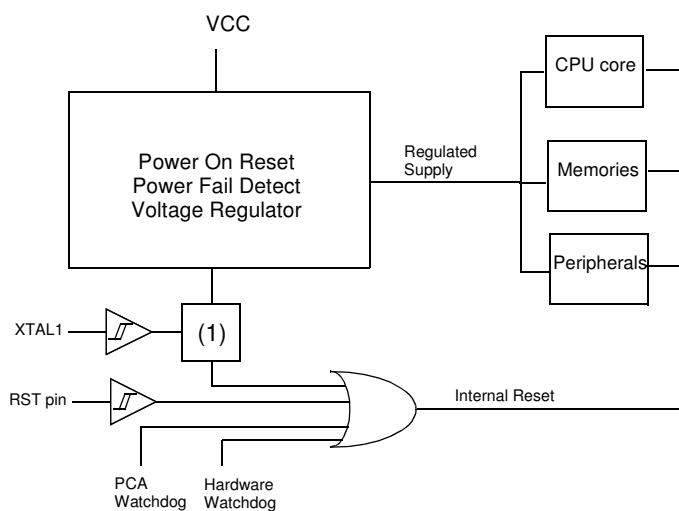 VCC
CPU core
Power On Reset
Power Fail Detect
Voltage Regulator
Regulated
Supply
Memories
Peripherals
XTAL1
(1)
RST pin
Internal Reset
PCA
Watchdog
Hardware
Watchdog